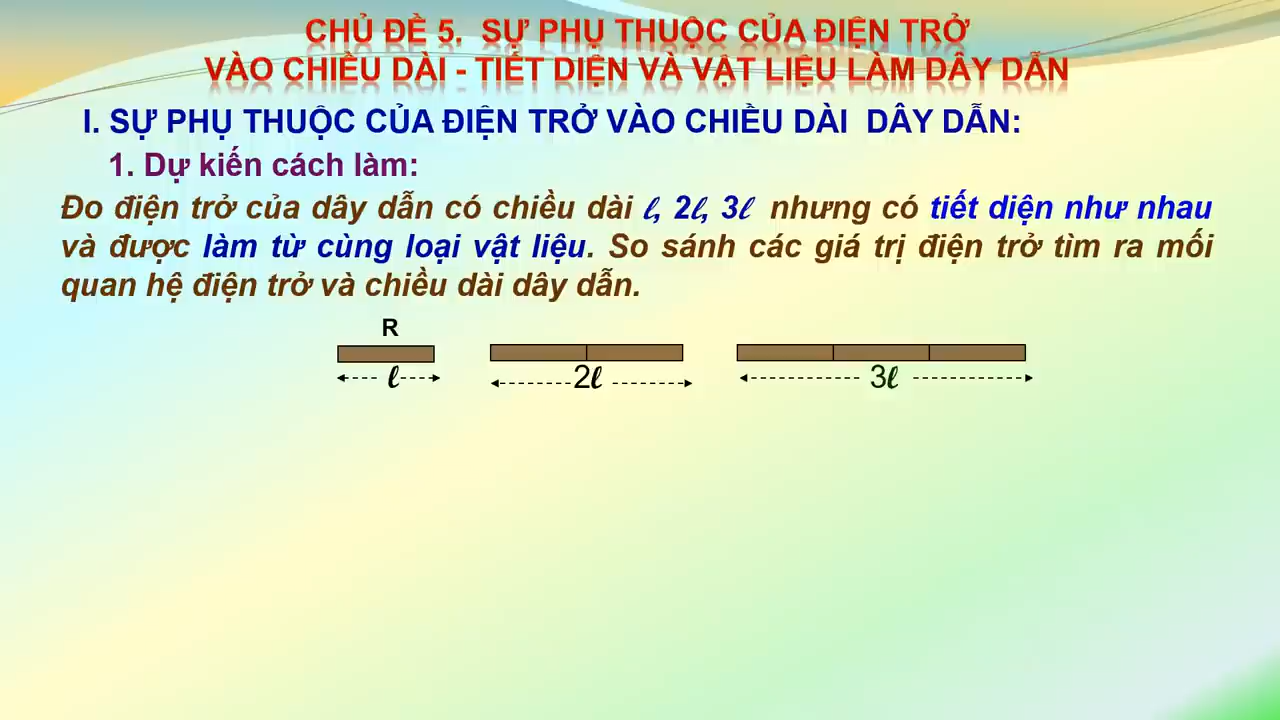 CHỦ ĐỀ 5. SỰ PHỤ THUỘC CỦA ĐIỆN TRỞ
VÀO CHIỀU DÀI - TIẾT DIỆN VÀ VẬT LIỆU LÀM DÂY DẪN
I. SỰ PHỤ THUỘC CỦA ĐIỆN TRỞ VÀO CHIỀU DÀI DÂY DẪN:
1. Dự kiến cách làm:
Đo điện trở của dây dẫn có chiều dài ℓ, 2ℓ, 3ℓ nhưng có tiết diện như nhau
và được làm từ cùng loại vật liệu. So sánh các giá trị điện trở tìm ra mối
quan hệ điện trở và chiều dài dây dẫn.
R
ℓ 2ℓ 3ℓ